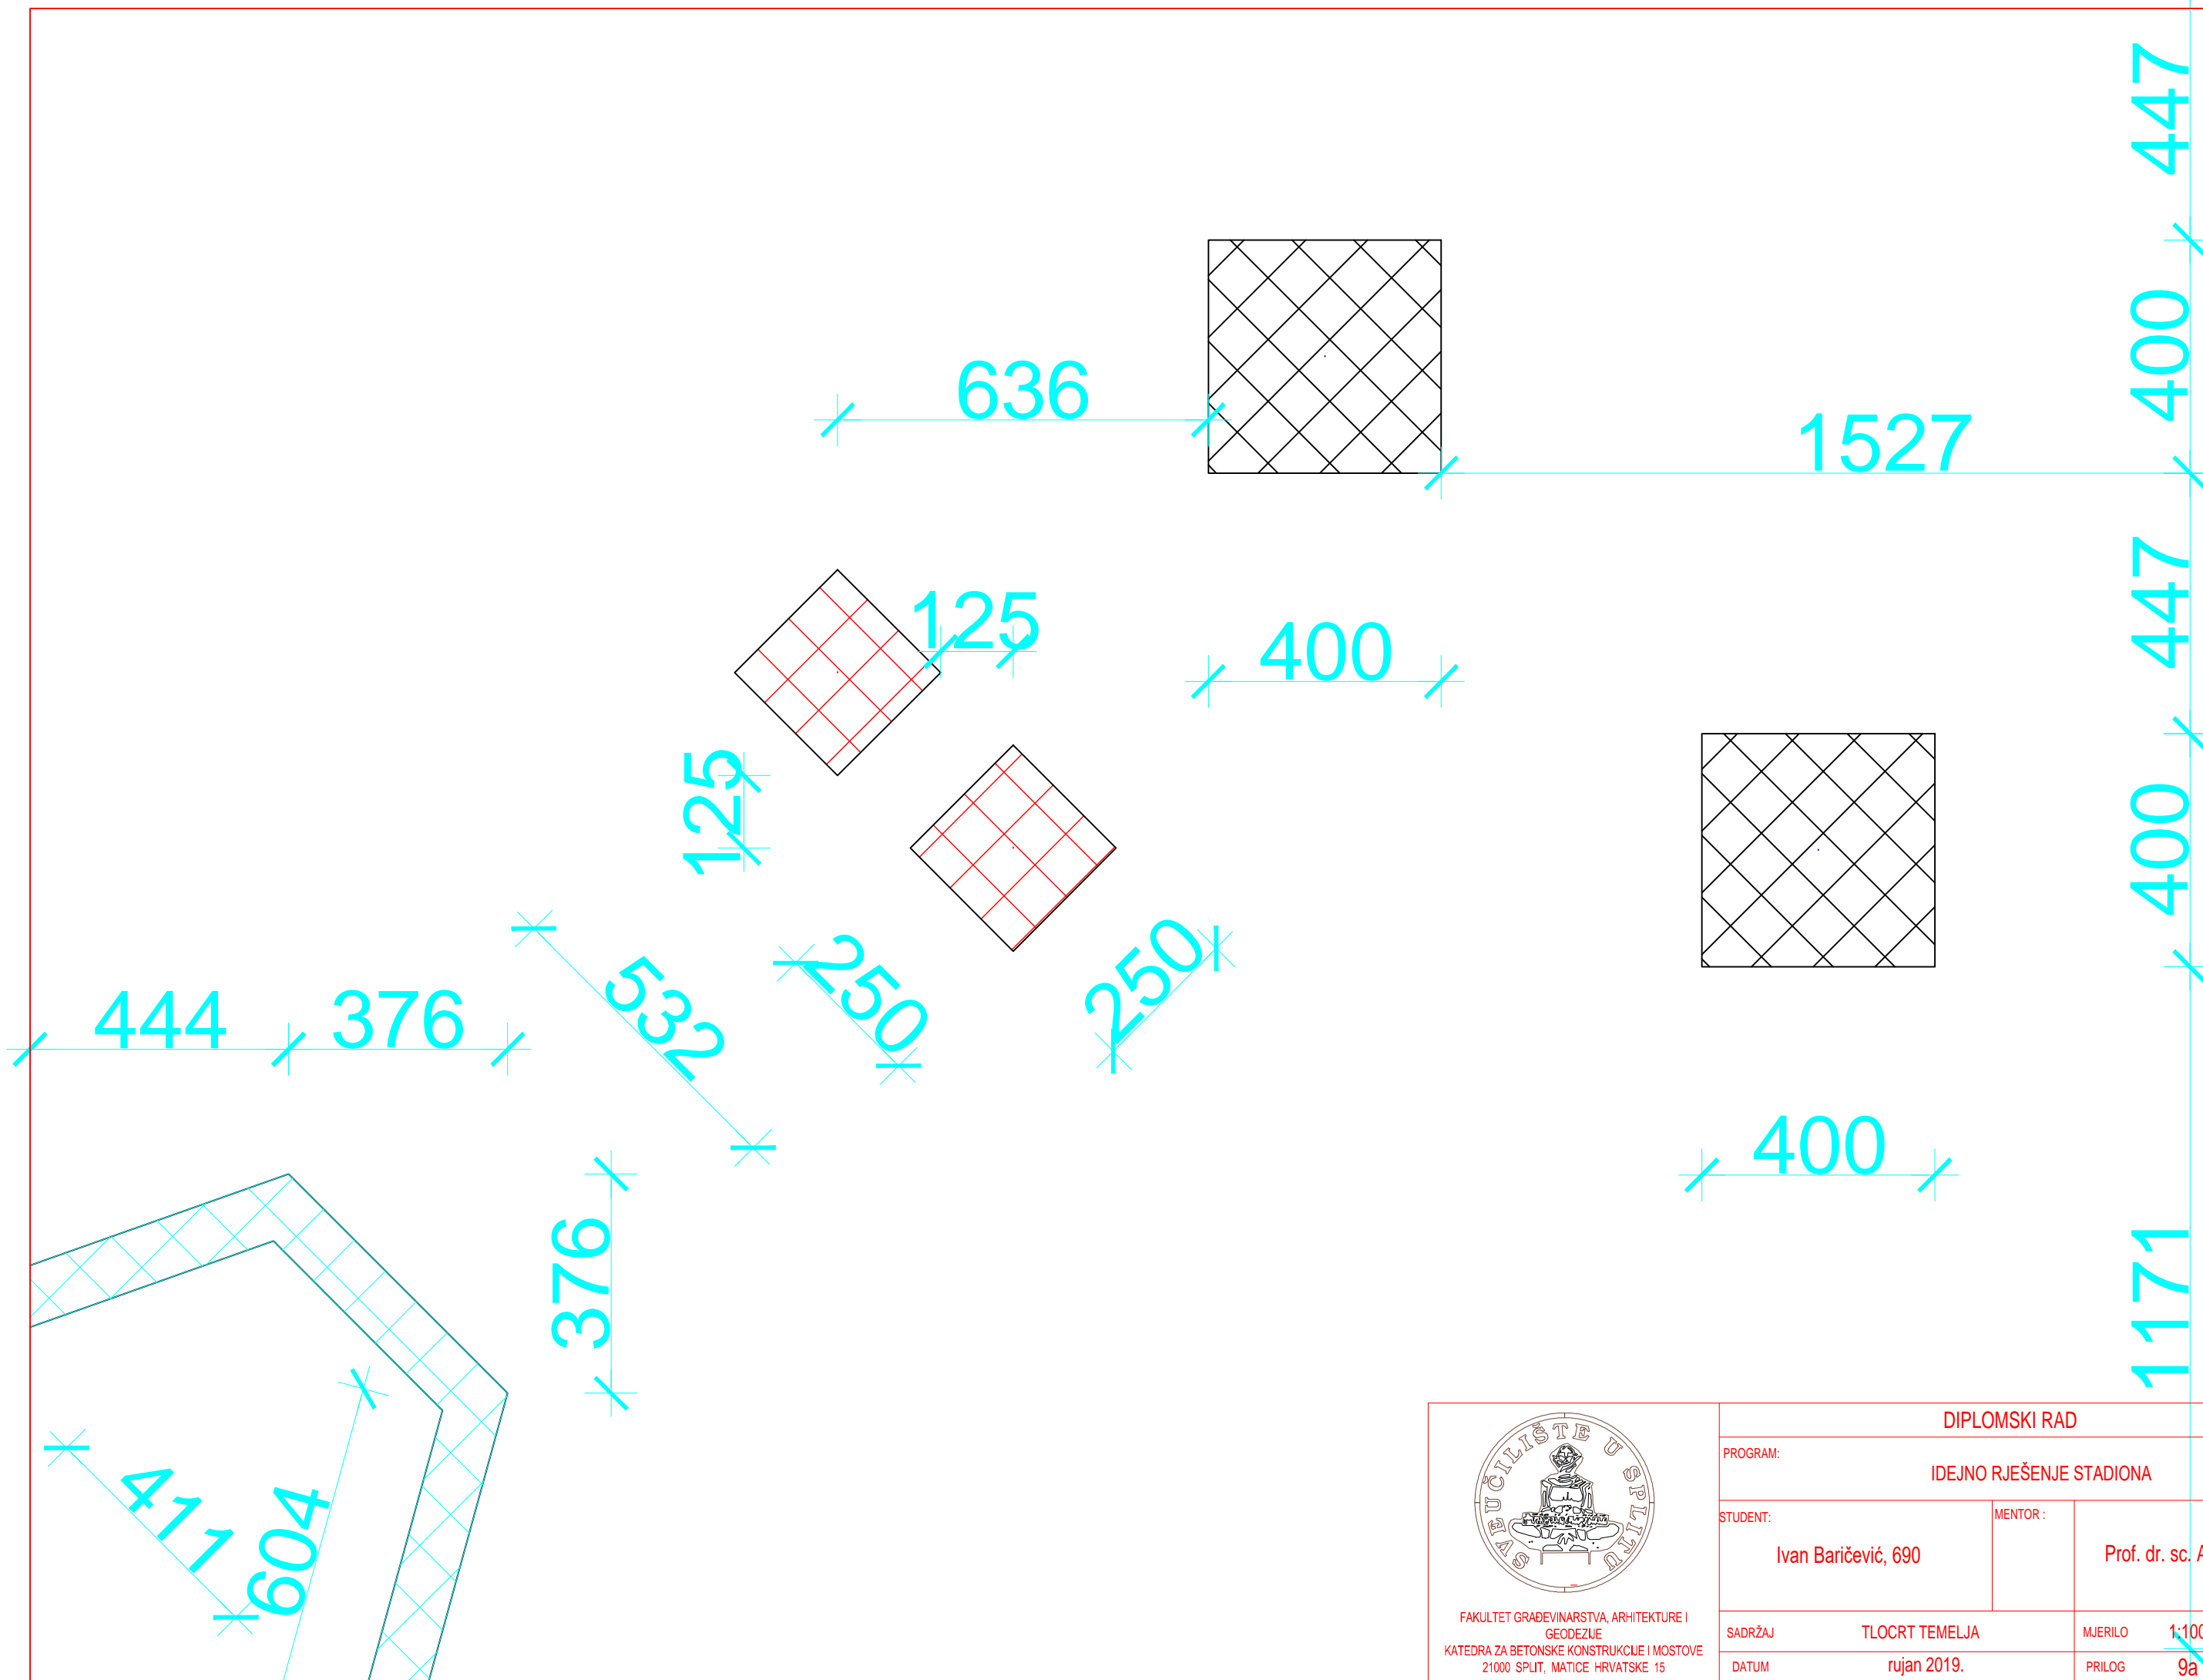 447
400
636
1527
447
125
400
125
400
250
250
532
444
376
400
376
1171
411
604
SVEUČILIŠTE U SPLITU
FAKULTET GRAĐEVINARSTVA, ARHITEKTURE I
GEODEZIJE
KATEDRA ZA BETONSKE KONSTRUKCIJE I MOSTOVE
21000 SPLIT, MATICE HRVATSKE 15
DIPLOMSKI RAD
PROGRAM:
IDEJNO RJEŠENJE STADIONA
STUDENT:
Ivan Baričević, 690
MENTOR :
Prof. dr. sc. A
SADRŽAJ
TLOCRT TEMELJA
MJERILO
1:100
DATUM
rujan 2019.
PRILOG
9a